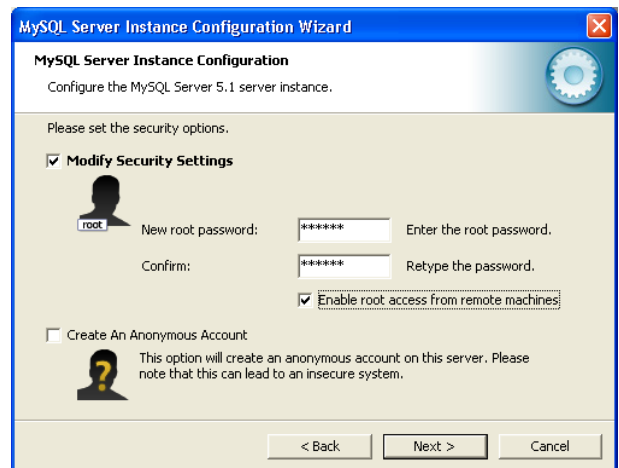 MySQL Server Instance Configuration Wizard
MySQL Server Instance Configuration
Configure the MySQL Server 5.1 server instance.
Please set the security options.
Modify Security Settings
root
New root password: ****** Enter the root password.
Confirm: ****** Retype the password.
Enable root access from remote machines
Create An Anonymous Account
?
This option will create an anonymous account on this server. Please
note that this can lead to an insecure system.
< Back Next > Cancel